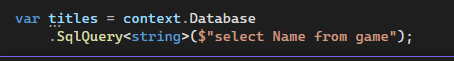 var titles = context.Database
.SqlQuery<string>($"select Name from game");